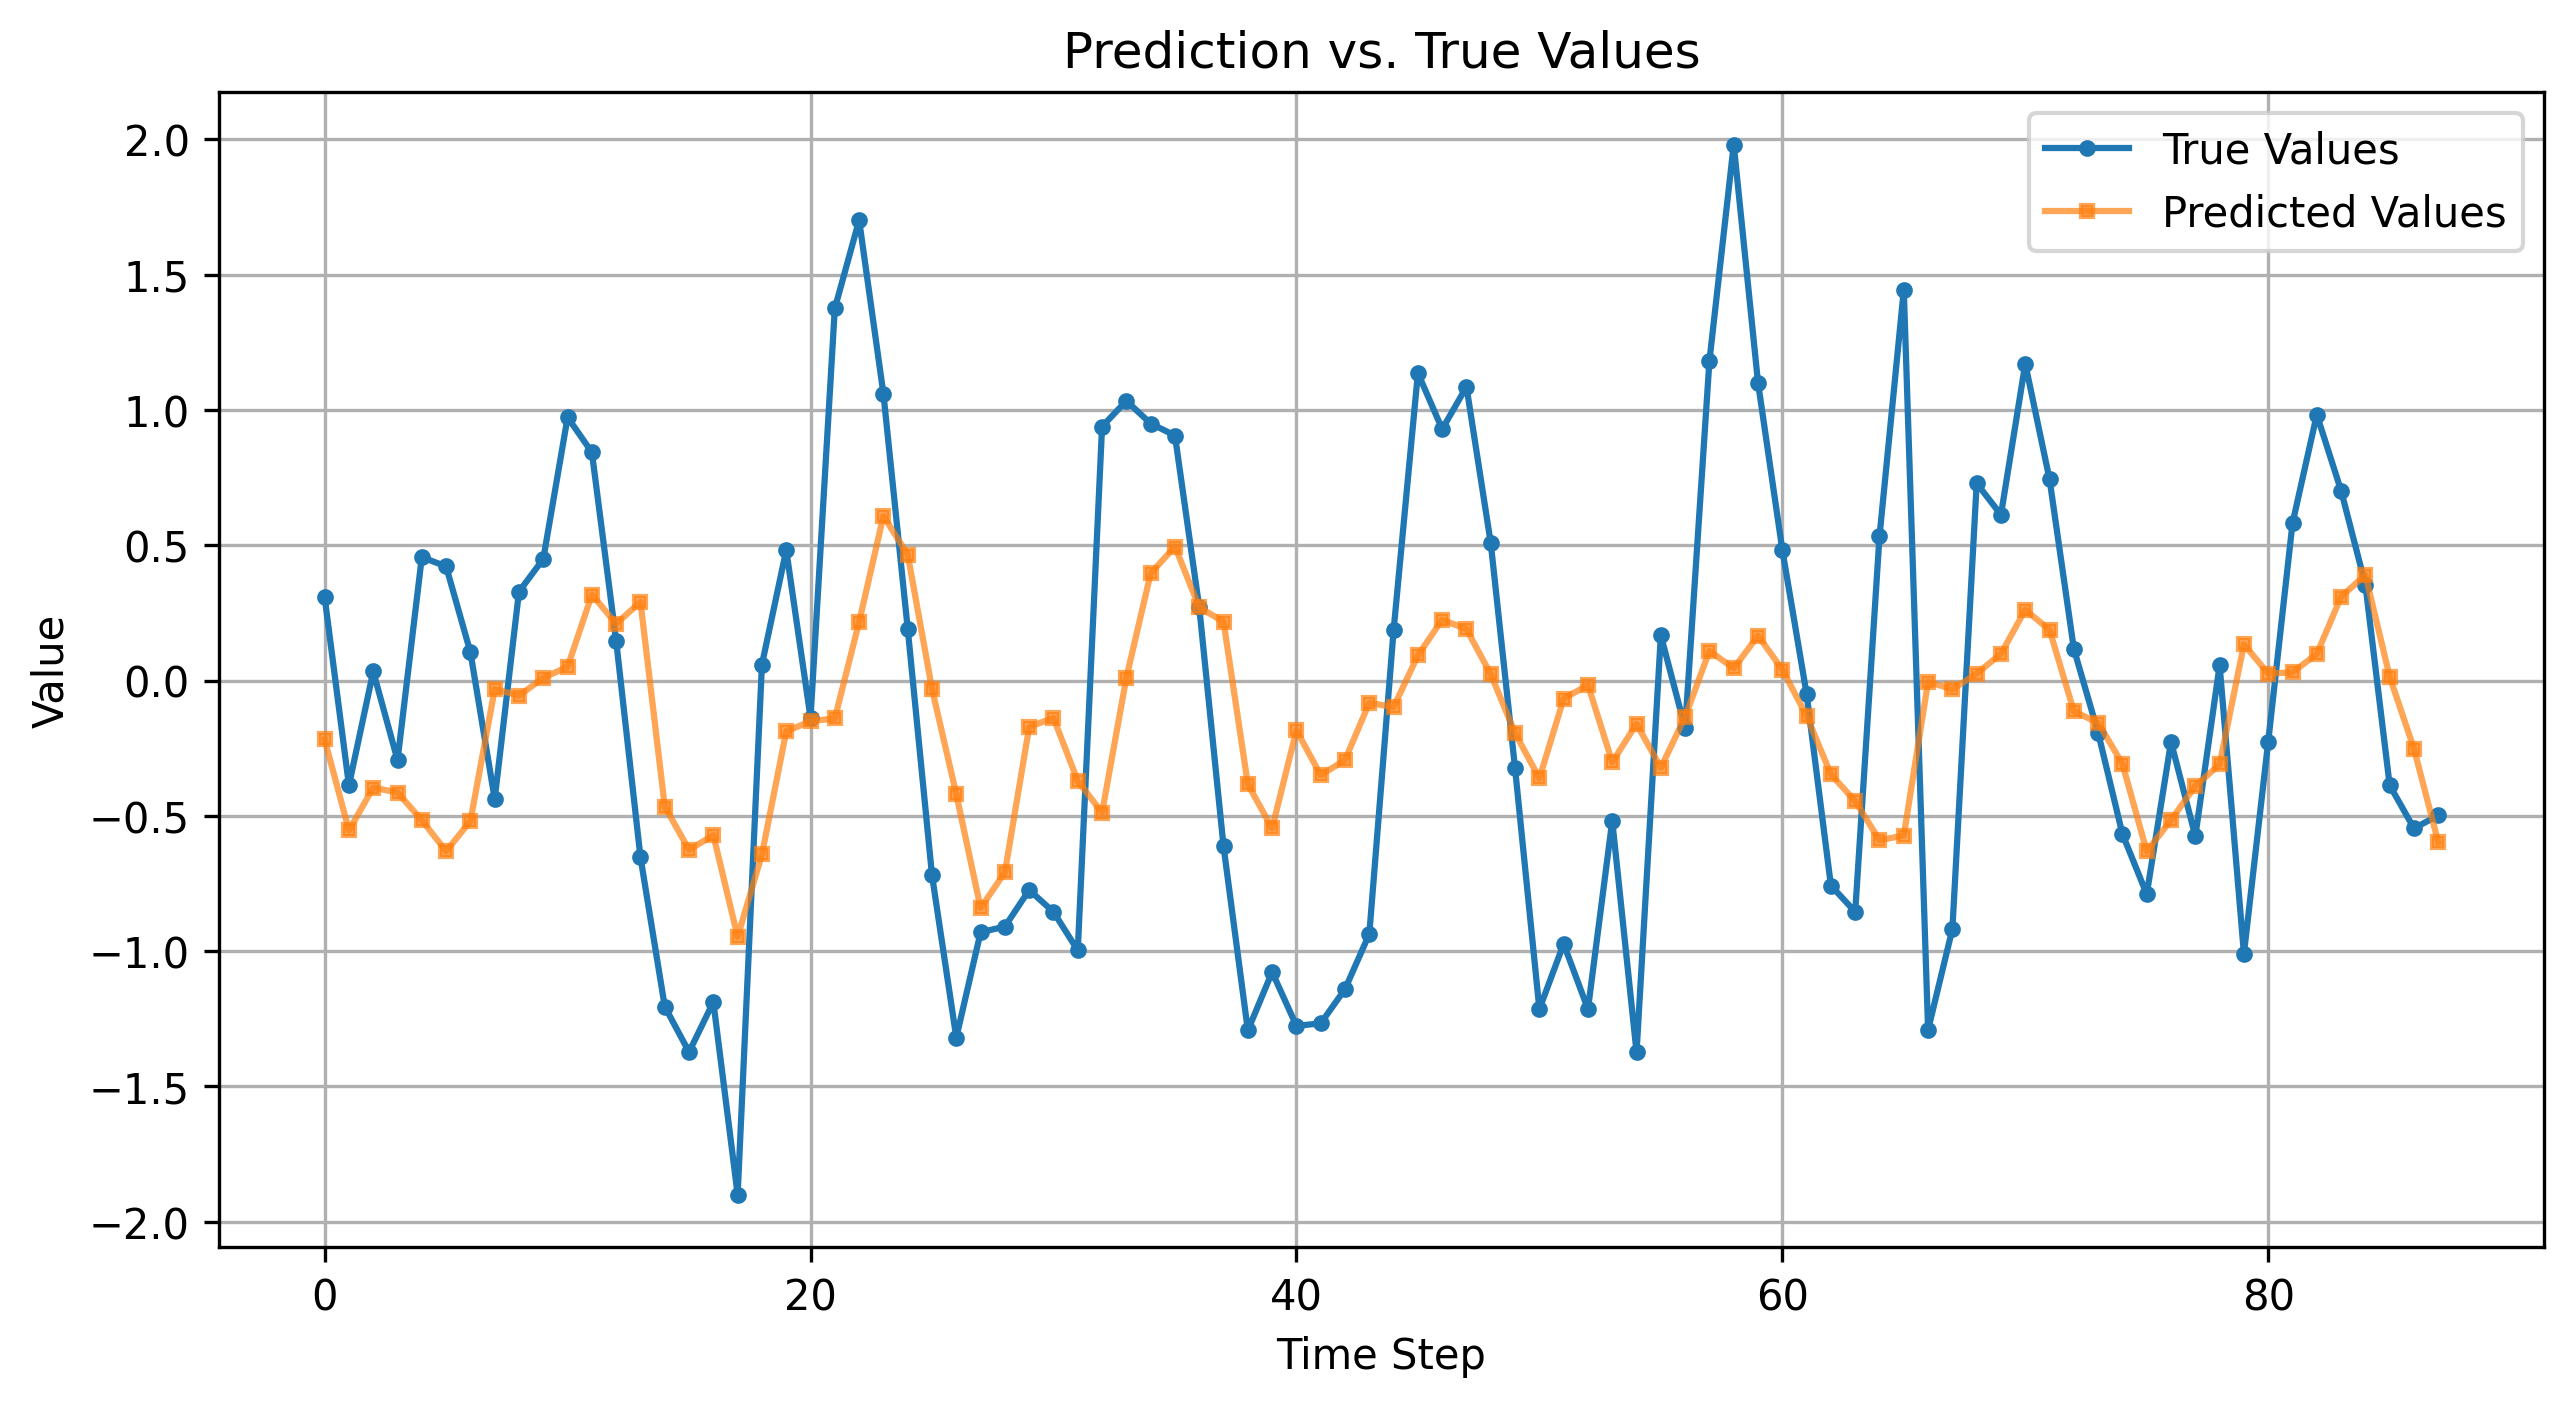 Prediction vs. True Values
True Values
Predicted Values
2.0
1.5
1.0
0.5
0.0
−0.5
−1.0
−1.5
−2.0
Value
0 20 40 60 80
Time Step